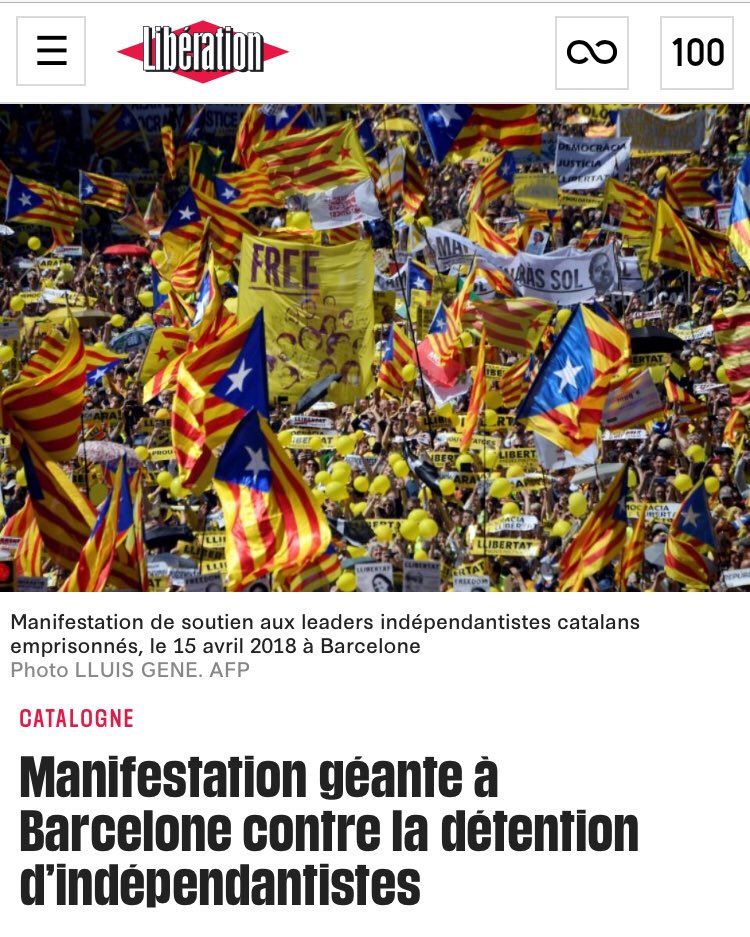 Libération
100
DEMOCRÀCIA
JUSTÍCIA
LLIBERTAT
FREE
AS SOL
LLIBERTAT
Manifestation de soutien aux leaders indépendantistes catalans
emprisonnés, le 15 avril 2018 à Barcelone
Photo LLUIS GENE. AFP
CATALOGNE
Manifestation géante à
Barcelone contre la détention
d'indépendantistes